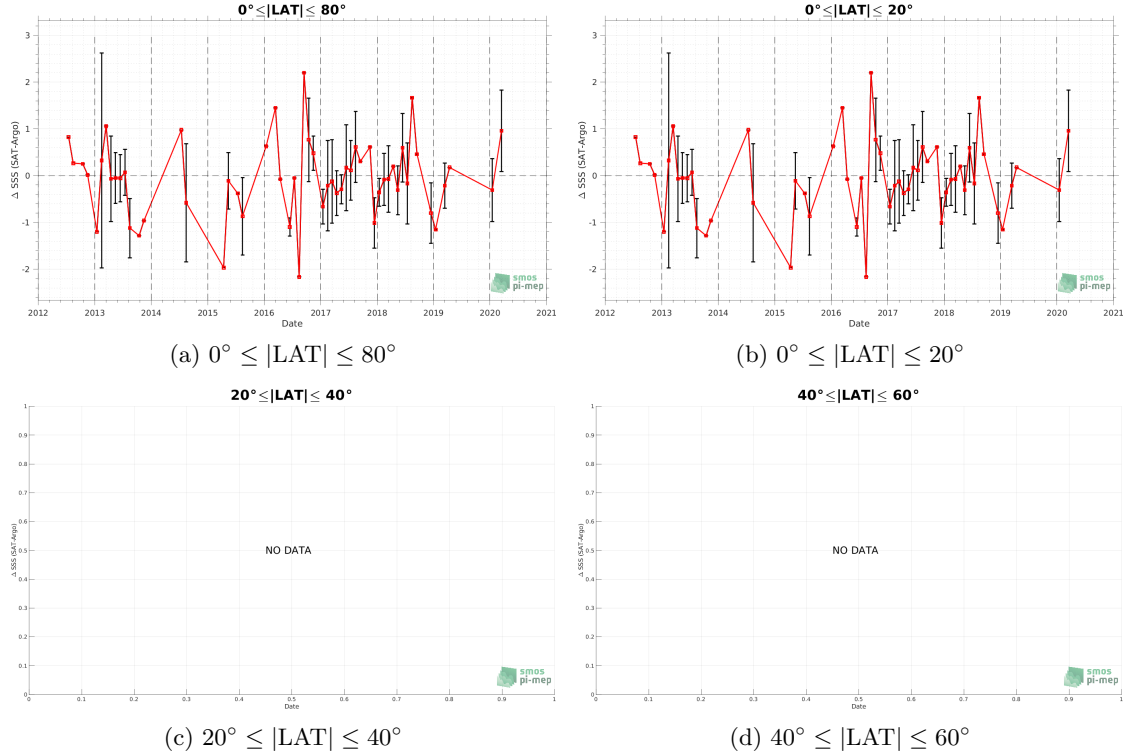 0°≤|LAT|≤ 80°
Δ SSS (SAT-Argo)
3
2
1
0
-1
-2
2012 2013 2014 2015 2016 2017 2018 2019 2020 2021
Date
smos
pi-mep
(a) 0° ≤ |LAT| ≤ 80°
0°≤|LAT|≤ 20°
Δ SSS (SAT-Argo)
3
2
1
0
-1
-2
2012 2013 2014 2015 2016 2017 2018 2019 2020 2021
Date
smos
pi-mep
(b) 0° ≤ |LAT| ≤ 20°
20°≤|LAT|≤ 40°
Δ SSS (SAT-Argo)
1
0.9
0.8
0.7
0.6
0.5
0.4
0.3
0.2
0.1
0
NO DATA
0 0.1 0.2 0.3 0.4 0.5 0.6 0.7 0.8 0.9 1
Date
smos
pi-mep
(c) 20° ≤ |LAT| ≤ 40°
40°≤|LAT|≤ 60°
Δ SSS (SAT-Argo)
1
0.9
0.8
0.7
0.6
0.5
0.4
0.3
0.2
0.1
0
NO DATA
0 0.1 0.2 0.3 0.4 0.5 0.6 0.7 0.8 0.9 1
Date
smos
pi-mep
(d) 40° ≤ |LAT| ≤ 60°